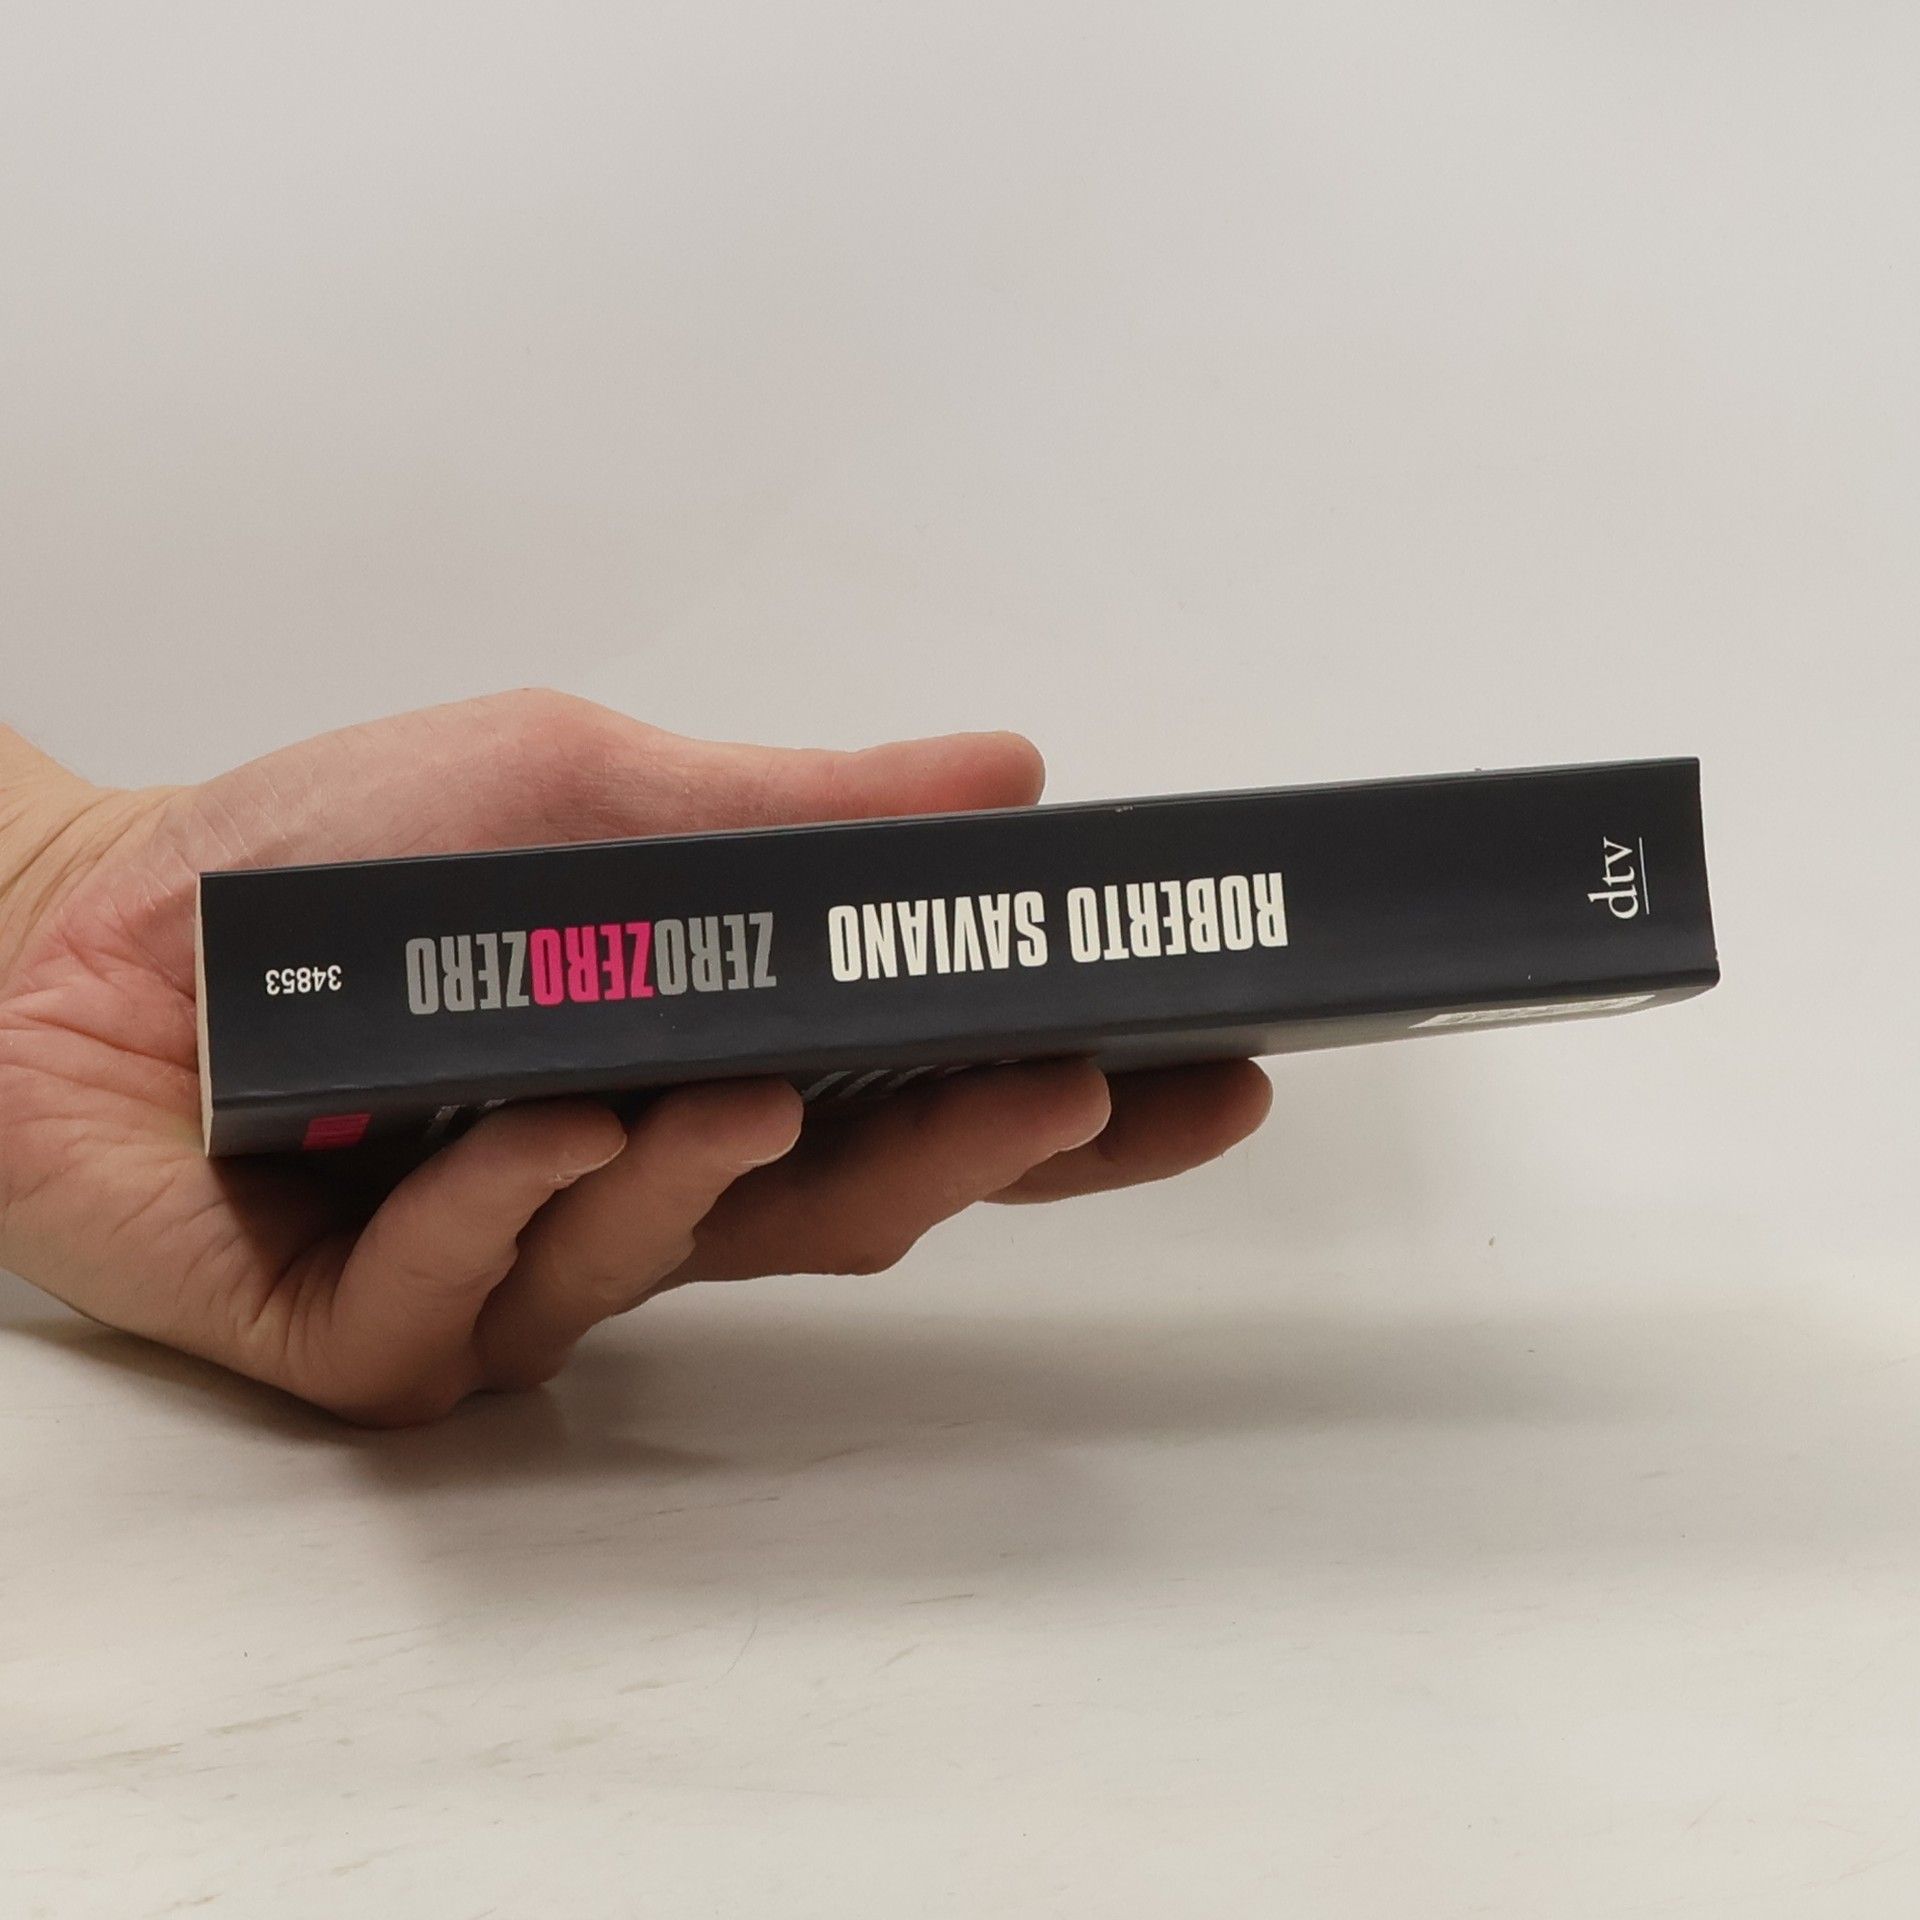 dtv
ROBERTO SAVIANO
ZEROZEROZERO
34853